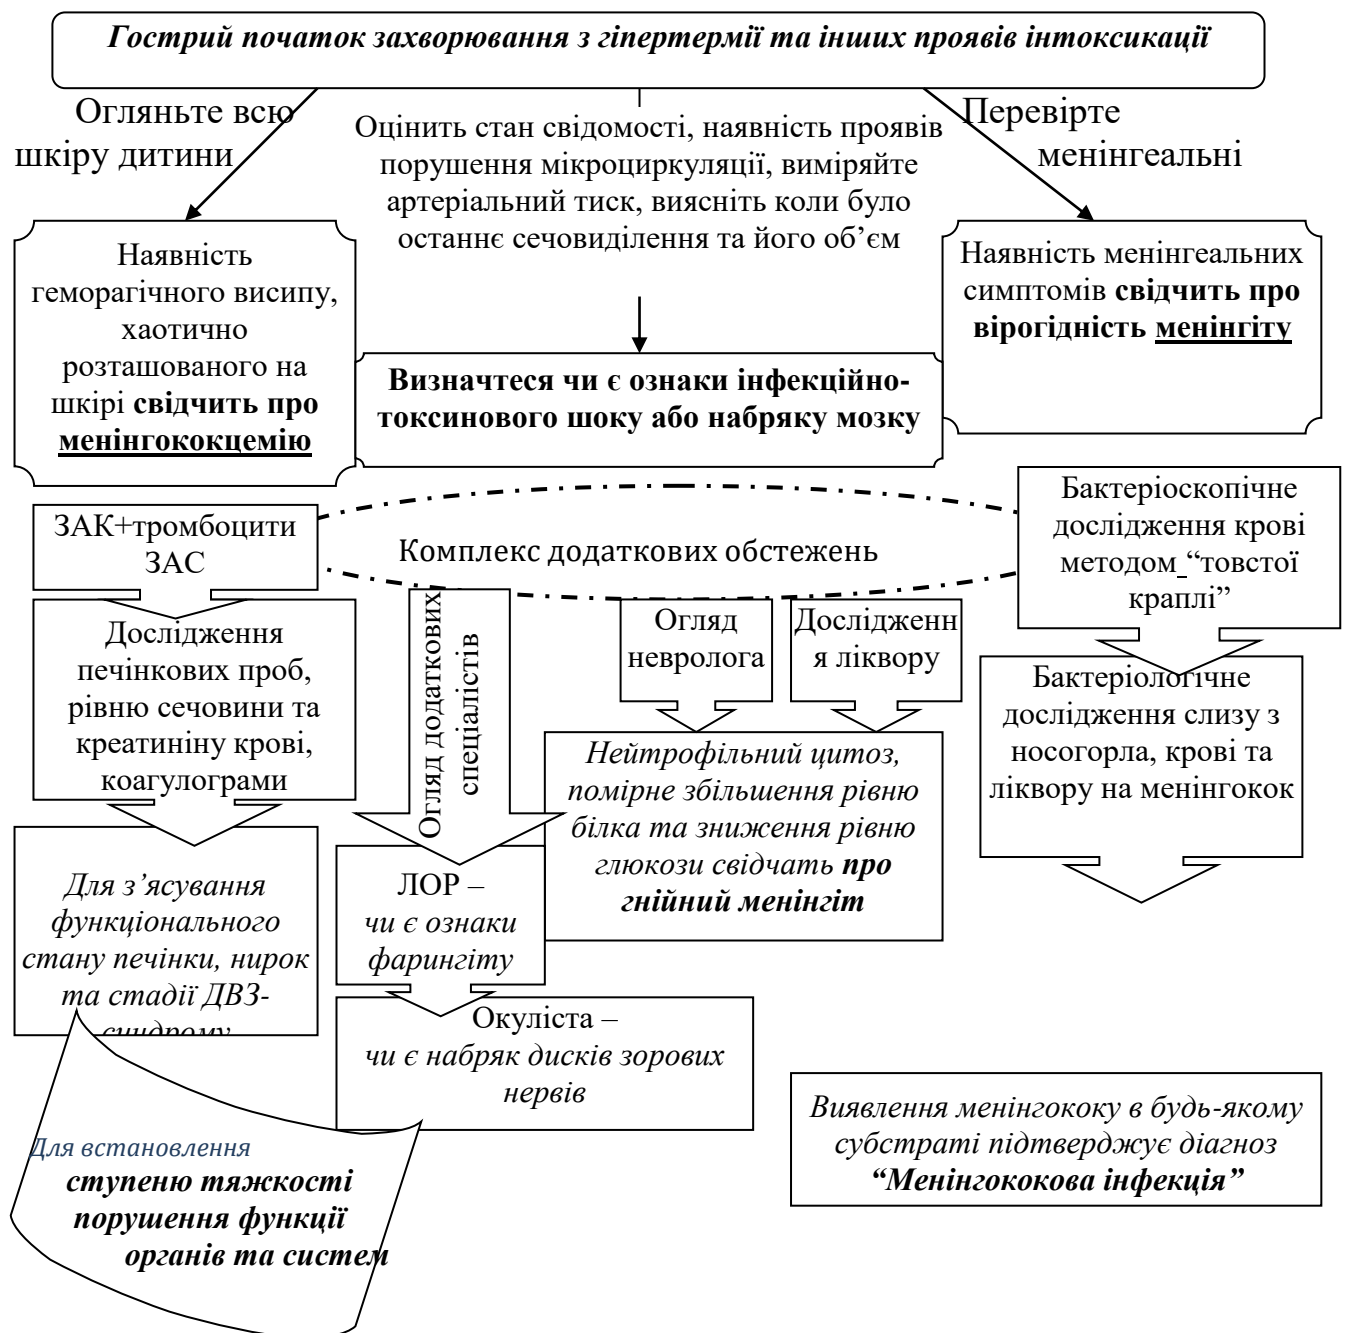 Гострий початок захворювання з гіпертермії та інших проявів інтоксикації
Огляньте всю
шкіру дитини
Оцінить стан свідомості, наявність проявів
порушення мікроциркуляції, виміряйте
артеріальний тиск, виясніть коли було
останнє сечовиділення та його об’єм
Перевірте
менінгеальні
Наявність
геморагічного висипу,
хаотично
розташованого на
шкірі свідчить про
менінгококцемію
Визначтеся чи є ознаки інфекційно-
токсинового шоку або набряку мозку
Наявність менінгеальних
симптомів свідчить про
вірогідність менінгіту
ЗАК+тромбоцити
ЗАС
Комплекс додаткових обстежень
Бактеріоскопічне
дослідження крові
методом “товстої
краплі”
Дослідження
печінкових проб,
рівню сечовини та
креатиніну крові,
коагулограми
Огляд додаткових
спеціалістів
Огляд
невролога
Дослідженн
я ліквору
Бактеріологічне
дослідження слизу з
носогорла, крові та
ліквору на менінгокок
Нейтрофільний цитоз,
помірне збільшення рівню
білка та зниження рівню
глюкози свідчать про
гнійний менінгіт
Для з’ясування
функціонального
стану печінки, нирок
та стадії ДВЗ-
синдрому
ЛОР –
чи є ознаки
фарингіту
Окуліста –
чи є набряк дисків зорових
нервів
Для встановлення
ступеню тяжкості
порушення функції
органів та систем
Виявлення менінгококу в будь-якому
субстраті підтверджує діагноз
“Менінгококова інфекція”